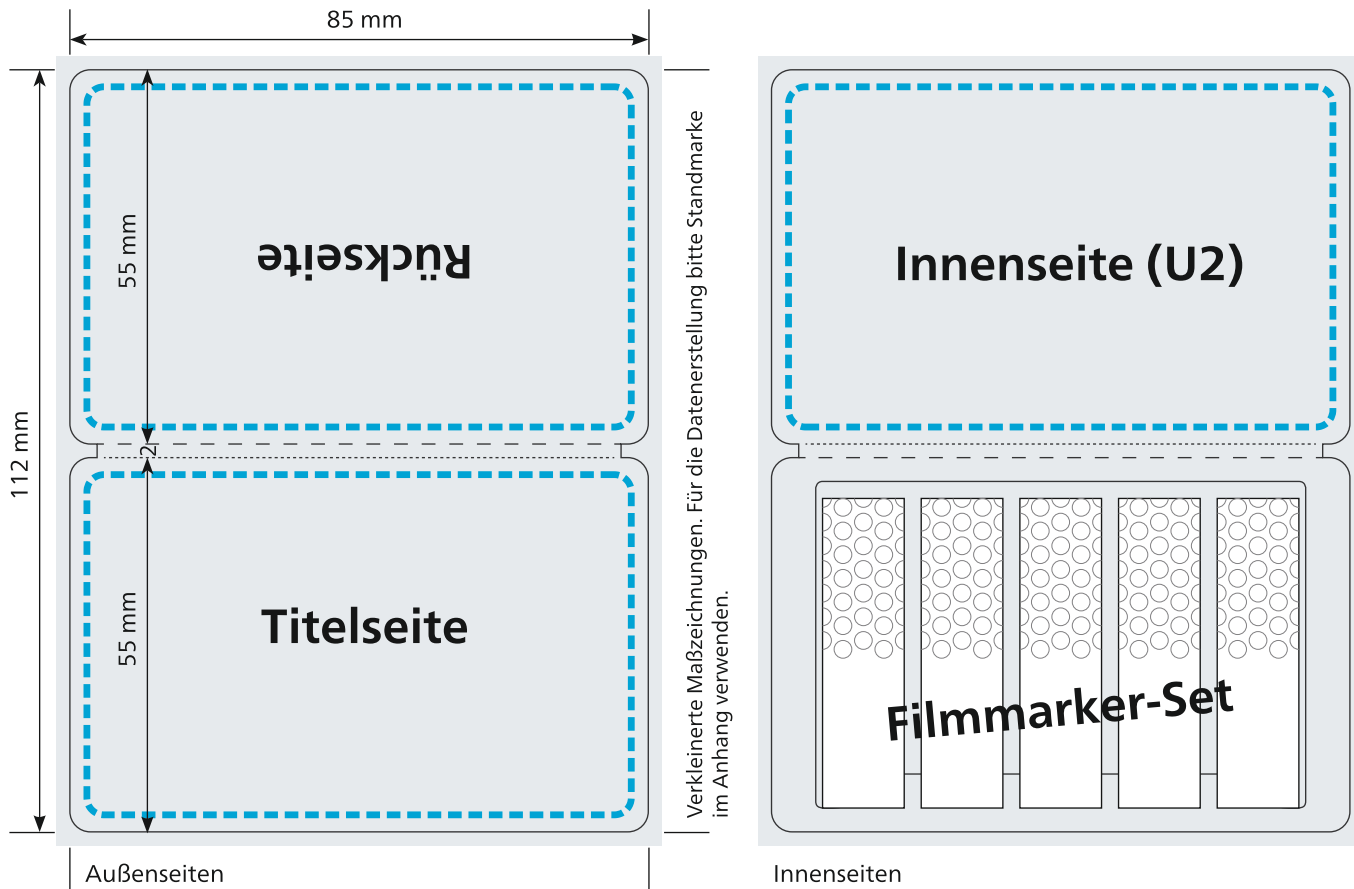 85 mm
Rückseite
55 mm
112 mm
2
55 mm
Titelseite
Außenseiten
Verkleinerte Maßzeichnungen. Für die Datenerstellung bitte Standmarke
im Anhang verwenden.
Innenseite (U2)
Filmmarker-Set
Innenseiten